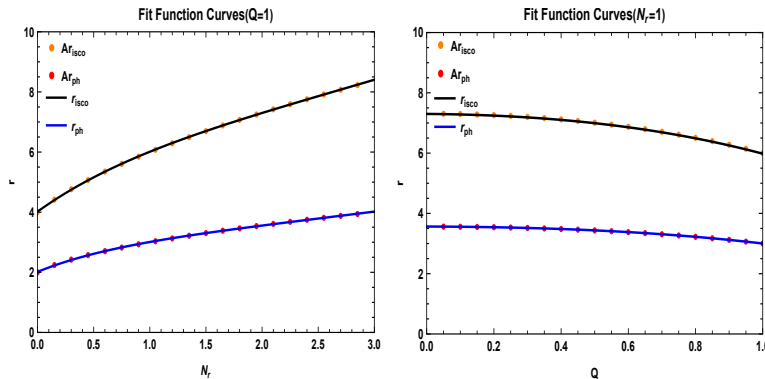 Fit Function Curves(Q=1)
10
8
6
4
2
0
r
Ar_isco
Ar_ph
r_isco
r_ph
0.0 0.5 1.0 1.5 2.0 2.5 3.0
N_r
Fit Function Curves(N_r=1)
10
8
6
4
2
0
r
Ar_isco
Ar_ph
r_isco
r_ph
0.0 0.2 0.4 0.6 0.8 1.0
Q